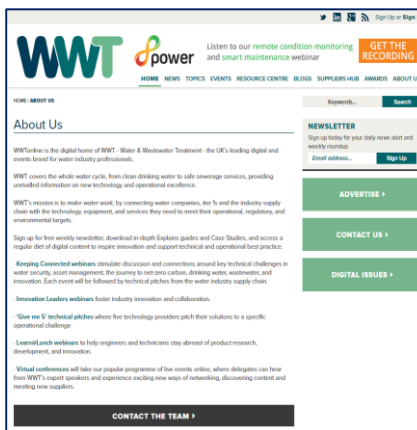 Sign Up or Sign
WWT
power
Listen to our remote condition monitoring
and smart maintenance webinar
GET THE
RECORDING
HOME NEWS TOPICS EVENTS RESOURCE CENTRE BLOGS SUPPLIERS HUB AWARDS ABOUT U
HOME / ABOUT US
Keywords... Search
About Us
NEWSLETTER
Sign up today for your daily news alert and
weekly roundup
Email address... Sign Up
WWTonline is the digital home of WWT - Water & Wastewater Treatment - the UK's leading digital and
events brand for water industry professionals.
WWT covers the whole water cycle, from clean drinking water to safe sewerage services, providing
unrivalled information on new technology and operational excellence.
WWT's mission is to make water work, by connecting water companies, tier 1s and the industry supply
chain with the technology, equipment, and services they need to meet their operational, regulatory, and
environmental targets.
Sign up for free weekly newsletter, download in-depth Explains guides and Case Studies, and access a
regular diet of digital content to inspire innovation and support technical and operational best practice.
· Keeping Connected webinars stimulate discussion and connections around key technical challenges in
water security, asset management, the journey to net-zero carbon, drinking water, wastewater, and
innovation. Each event will be followed by technical pitches from the water industry supply chain.
· Innovation Leaders webinars foster industry innovation and collaboration.
· 'Give me 5' technical pitches where five technology providers pitch their solutions to a specific
operational challenge
· Learn@Lunch webinars to help engineers and technicians stay abreast of product research,
development, and innovation.
· Virtual conferences will take our popular programme of live events online, where delegates can hear
from WWT's expert speakers and experience exciting new ways of networking, discovering content and
meeting new suppliers.
ADVERTISE ›
CONTACT US ›
DIGITAL ISSUES ›
CONTACT THE TEAM ›